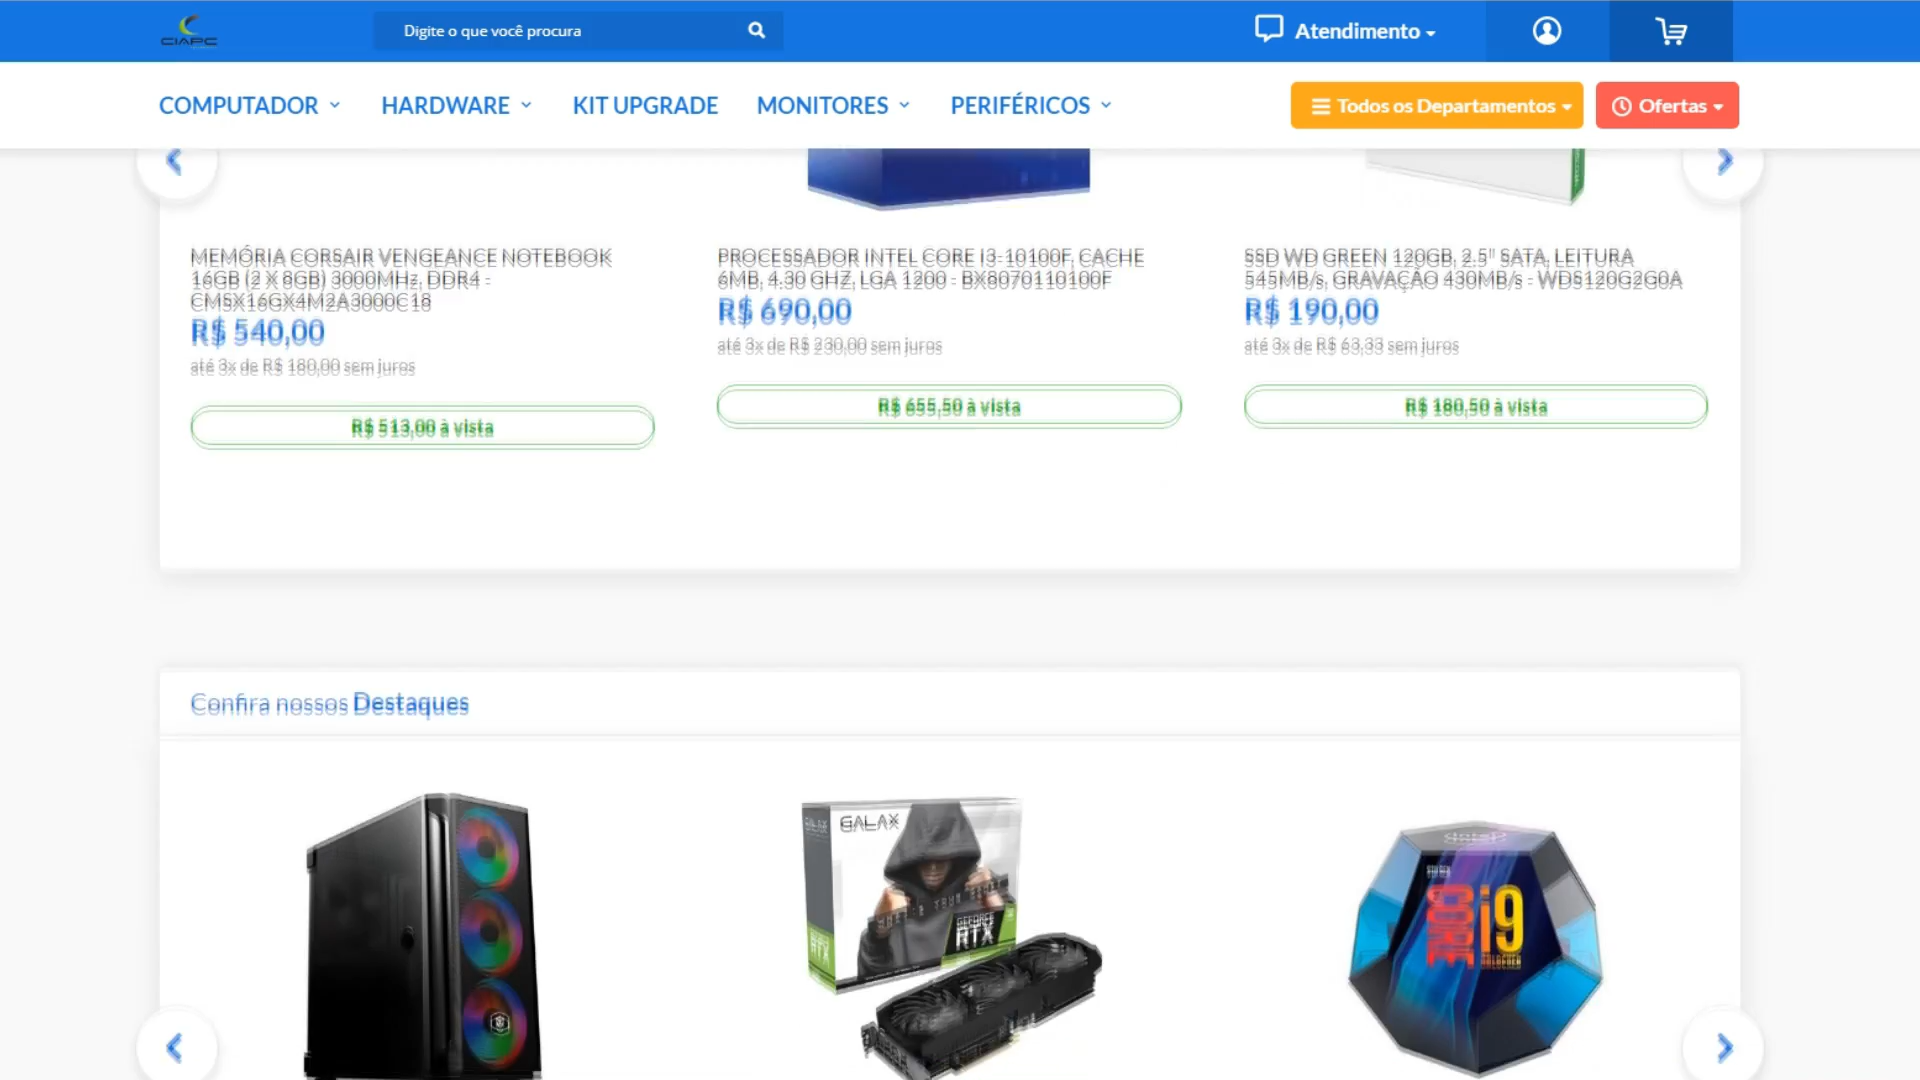 CIAPC
Digite o que você procura
Atendimento
COMPUTADOR
HARDWARE
KIT UPGRADE
MONITORES
PERIFÉRICOS
Todos os Departamentos
Ofertas
MEMÓRIA CORSAIR VENGEANCE NOTEBOOK
16GB (2 X 8GB) 3000MHz, DDR4 -
CMSX16GX4M2A3000C18
R$ 540,00
até 3x de R$ 180,00 sem juros
R$ 513,00 à vista
PROCESSADOR INTEL CORE I3-10100F, CACHE
6MB, 4.30 GHZ, LGA 1200 - BX8070110100F
R$ 690,00
até 3x de R$ 230,00 sem juros
R$ 655,50 à vista
SSD WD GREEN 120GB, 2.5" SATA, LEITURA
545MB/s, GRAVAÇÃO 430MB/s - WDS120G2G0A
R$ 190,00
até 3x de R$ 63,33 sem juros
R$ 180,50 à vista
Confira nossos Destaques
GALAX
GEFORCE
RTX
CORE
i9
UNLOCKED